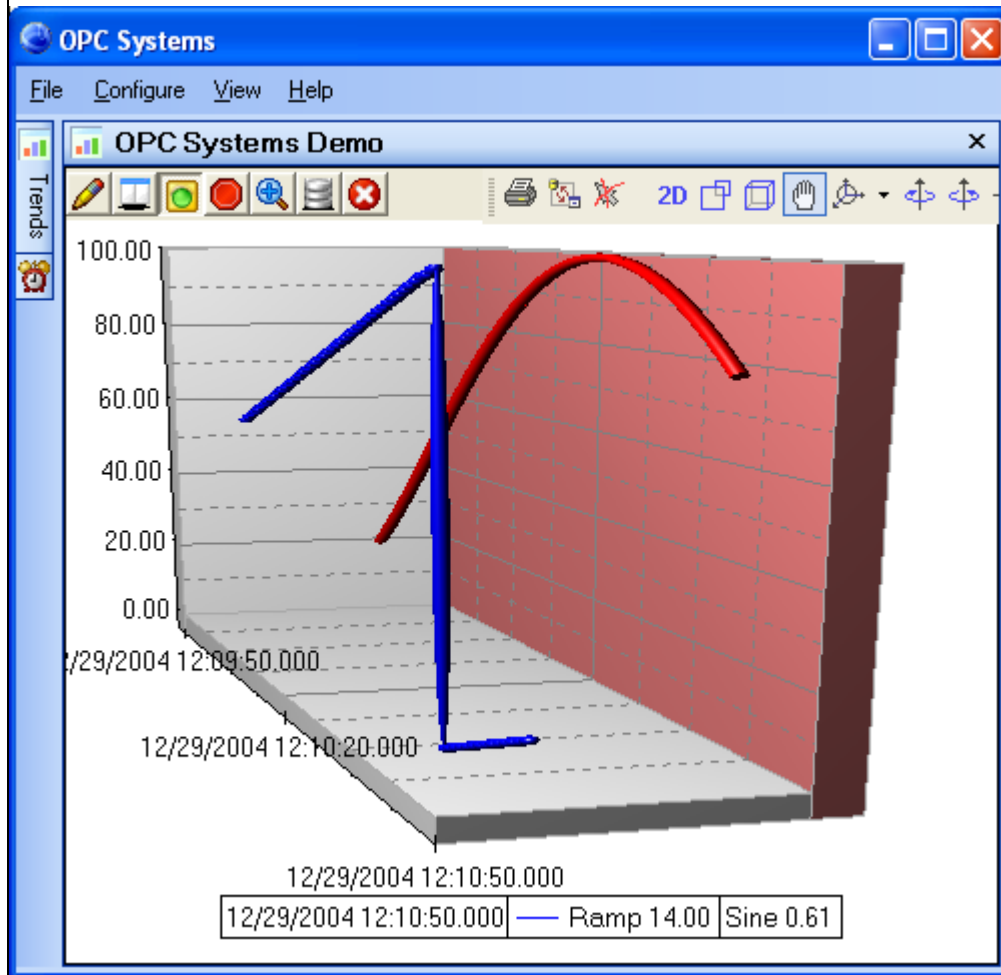 OPC Systems
File Configure View Help
OPC Systems Demo
Trends
2D
100.00
80.00
60.00
40.00
20.00
0.00
/29/2004 12:09:50.000
12/29/2004 12:10:20.000
12/29/2004 12:10:50.000
12/29/2004 12:10:50.000 Ramp 14.00 Sine 0.61